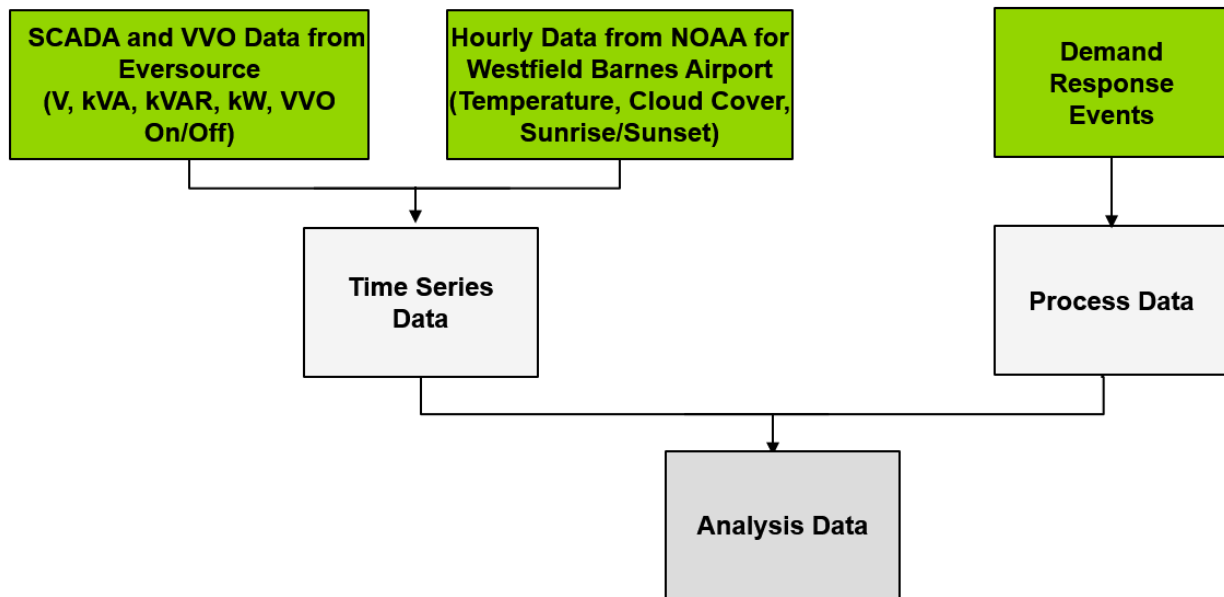 SCADA and VVO Data from
Eversource
(V, kVA, kVAR, kW, VVO
On/Off)
Hourly Data from NOAA for
Westfield Barnes Airport
(Temperature, Cloud Cover,
Sunrise/Sunset)
Demand
Response
Events
Time Series
Data
Process Data
Analysis Data